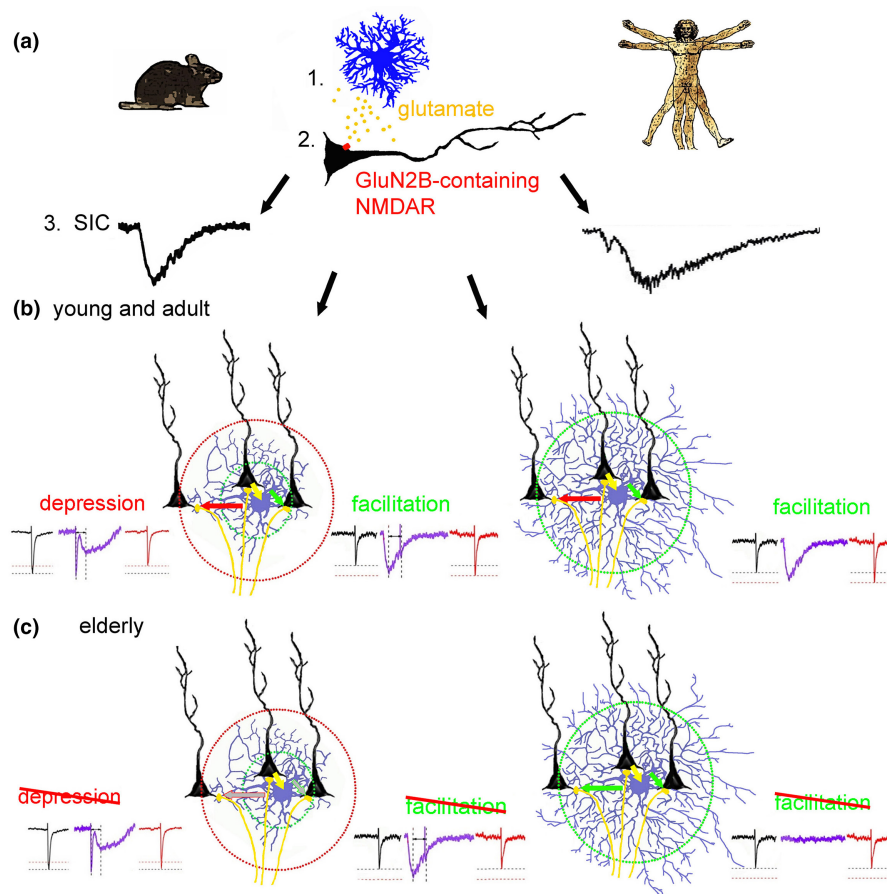 (a)
1.
glutamate
2.
GluN2B-containing
NMDAR
3. SIC
(b) young and adult
depression
facilitation
facilitation
(c) elderly
depression
facilitation
facilitation